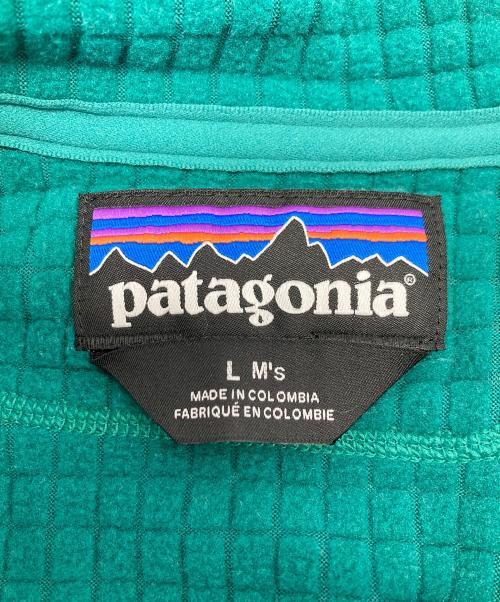 patagonia®
L M's
MADE IN COLOMBIA
FABRIQUÉ EN COLOMBIE